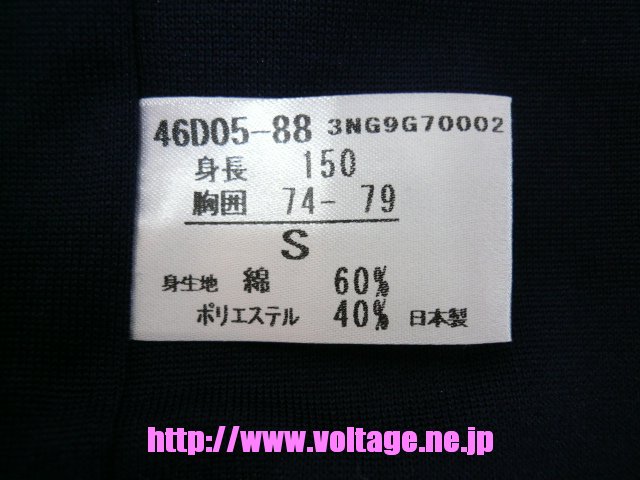 46D05-88 3NG9G70002
身長 150
胸囲 74- 79
S
身生地 綿 60%
ポリエステル 40% 日本製
http://www.voltage.ne.jp